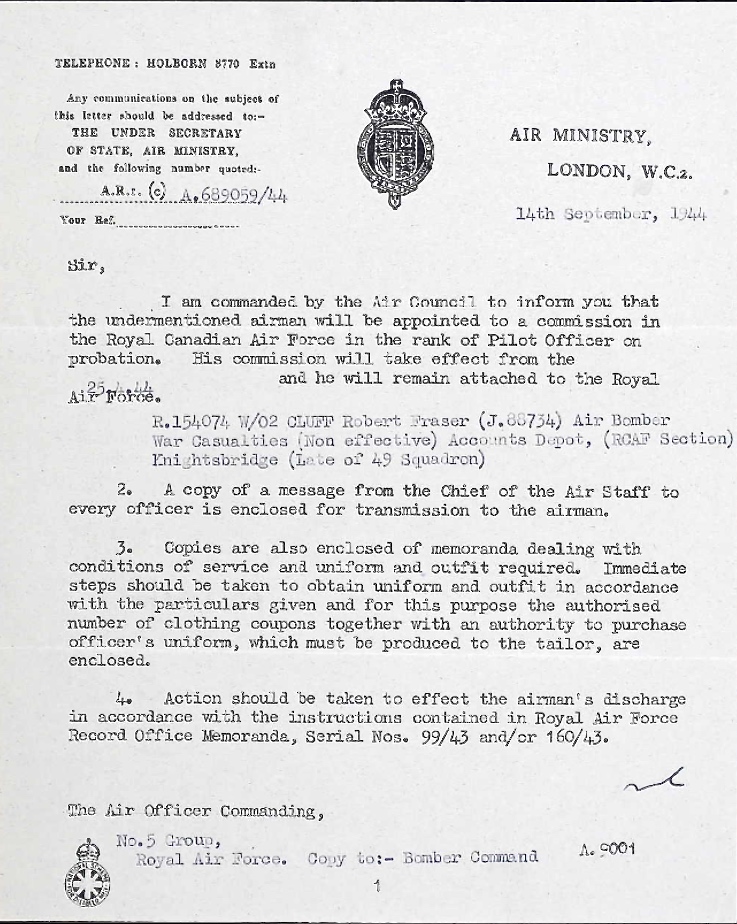 TELEPHONE: HOLBORN 8770 Extn
Any communications on the subject of
this letter should be addressed to:-
THE UNDER SECRETARY
OF STATE, AIR MINISTRY,
and the following number quoted:-
A.R.1. (c) A.689059/44
Your Ref.
AIR MINISTRY,
LONDON, W.C.2.
14th September, 1944
Sir,
I am commanded by the Air Council to inform you that
the undermentioned airman will be appointed to a commission in
the Royal Canadian Air Force in the rank of Pilot Officer on
probation. His commission will take effect from the
25.4.44 and he will remain attached to the Royal
Air Force.
R.154074 W/O2 CLUFF Robert Fraser (J.88734) Air Bomber
War Casualties (Non effective) Accounts Depot, (RCAF Section)
Knightsbridge (Late of 49 Squadron)
2. A copy of a message from the Chief of the Air Staff to
every officer is enclosed for transmission to the airman.
3. Copies are also enclosed of memoranda dealing with
conditions of service and uniform and outfit required. Immediate
steps should be taken to obtain uniform and outfit in accordance
with the particulars given and for this purpose the authorised
number of clothing coupons together with an authority to purchase
officer's uniform, which must be produced to the tailor, are
enclosed.
4. Action should be taken to effect the airman's discharge
in accordance with the instructions contained in Royal Air Force
Record Office Memoranda, Serial Nos. 99/43 and/or 160/43.
The Air Officer Commanding,
No.5 Group,
Royal Air Force. Copy to:- Bomber Command
A.9001
1